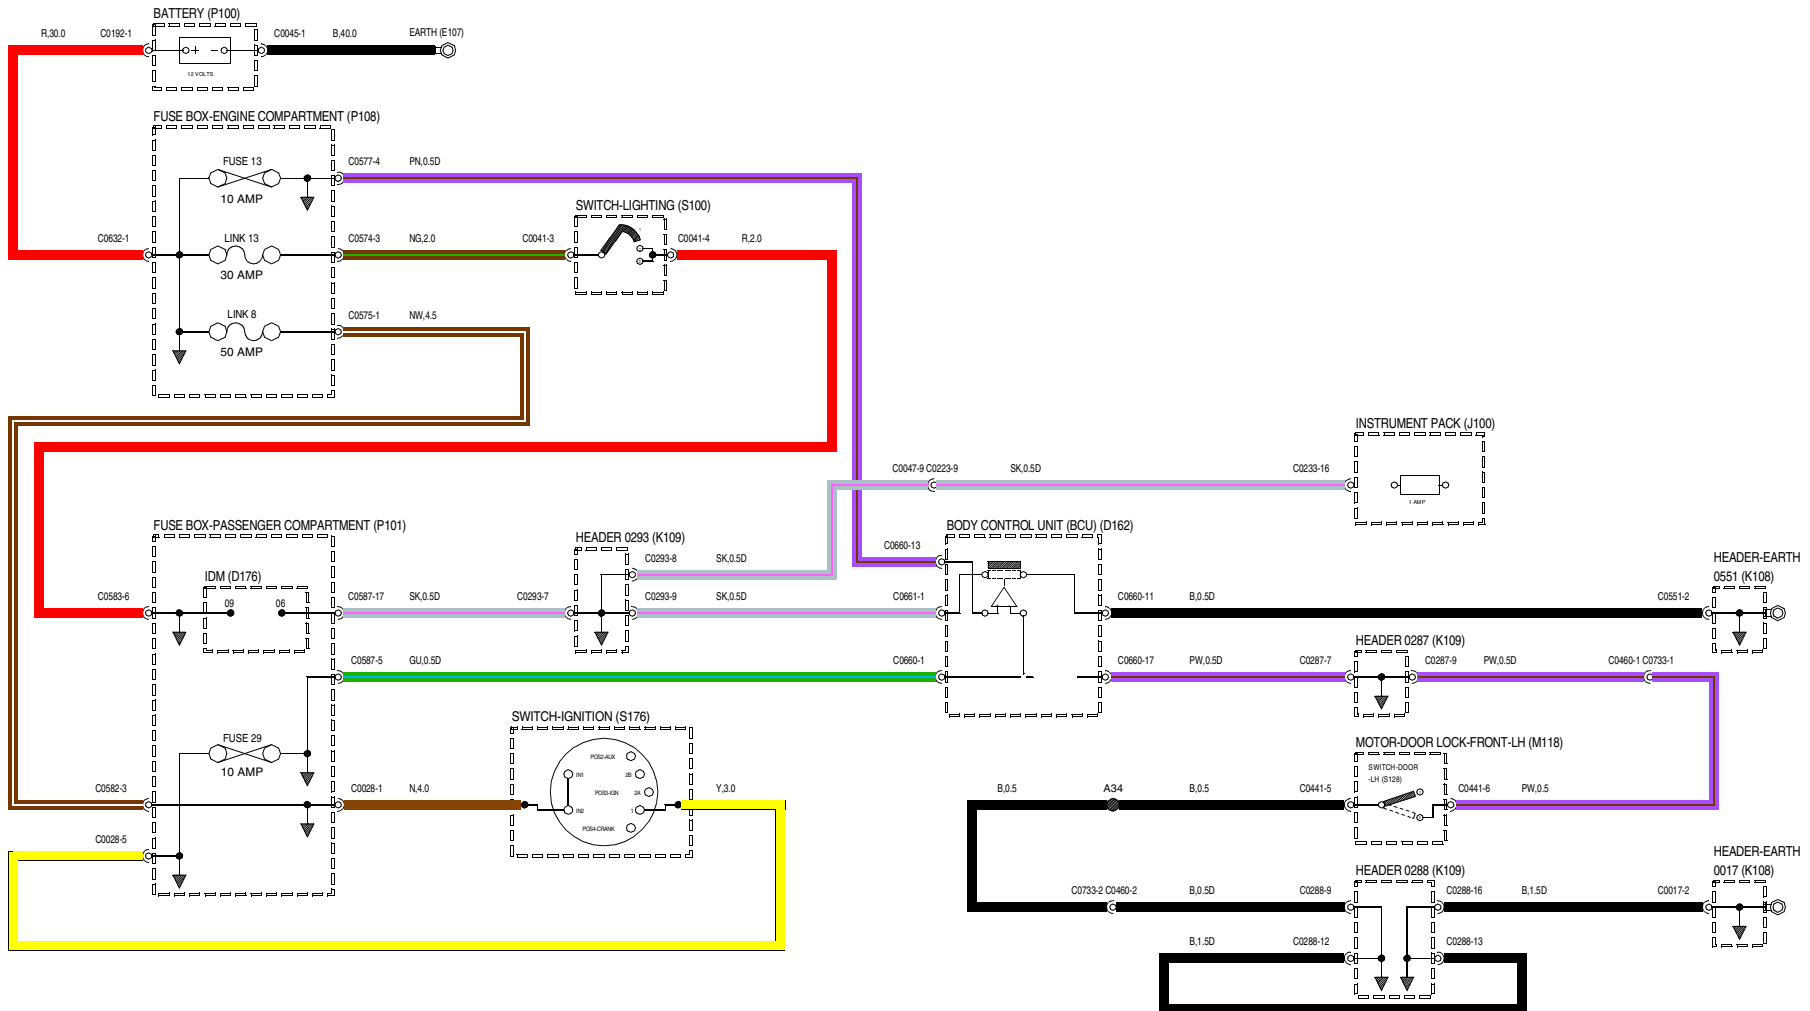 BATTERY (P100)
R,30.0 C0192-1 C0045-1 B,40.0 EARTH (E107)
12 VOLTS
FUSE BOX-ENGINE COMPARTMENT (P108)
FUSE 13 C0577-4 PN,0.5D
10 AMP
SWITCH-LIGHTING (S100)
C0632-1 LINK 13 C0574-3 NG,2.0 C0041-3 C0041-4 R,2.0
30 AMP
LINK 8 C0575-1 NW,4.5
50 AMP
INSTRUMENT PACK (J100)
C0047-9 C0223-9 SK,0.5D C0233-16
1 AMP
FUSE BOX-PASSENGER COMPARTMENT (P101)
BODY CONTROL UNIT (BCU) (D162)
HEADER 0293 (K109)
C0660-13
C0293-8 SK,0.5D
HEADER-EARTH
0551 (K108)
IDM (D176)
C0583-6 09 06 C0587-17 SK,0.5D C0293-7 C0293-9 SK,0.5D C0661-1 C0660-11 B,0.5D C0551-2
HEADER 0287 (K109)
C0587-5 GU,0.5D C0660-1 C0660-17 PW,0.5D C0287-7 C0287-9 PW,0.5D C0460-1 C0733-1
SWITCH-IGNITION (S176)
FUSE 29
10 AMP
MOTOR-DOOR LOCK-FRONT-LH (M118)
SWITCH-DOOR
-LH (S128)
POS2-AUX
IN1 2B
POS3-IGN 2A
IN2 1
POS4-CRANK
C0582-3 C0028-1 N,4.0 Y,3.0 B,0.5 A34 B,0.5 C0441-5 C0441-6 PW,0.5
C0028-5
HEADER-EARTH
0017 (K108)
HEADER 0288 (K109)
C0733-2 C0460-2 B,0.5D C0288-9 C0288-16 B,1.5D C0017-2
B,1.5D C0288-12 C0288-13